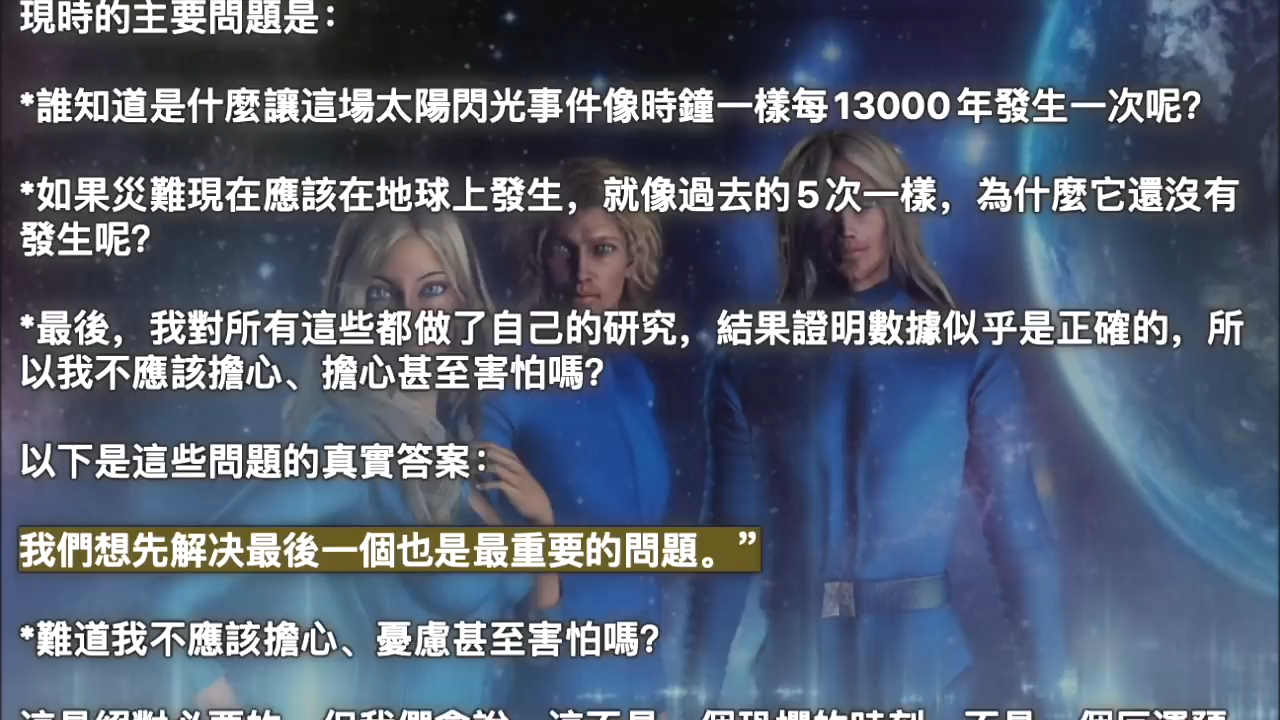 現時的主要問題是：
*誰知道是什麼讓這場太陽閃光事件像時鐘一樣每13000年發生一次呢？
*如果災難現在應該在地球上發生，就像過去的5次一樣，為什麼它還沒有
發生呢？
*最後，我對所有這些都做了自己的研究，結果證明數據似乎是正確的，所
以我不應該擔心、擔心甚至害怕嗎？
以下是這些問題的真實答案：
我們想先解决最後一個也是最重要的問題。”
*難道我不應該擔心、憂慮甚至害怕嗎？